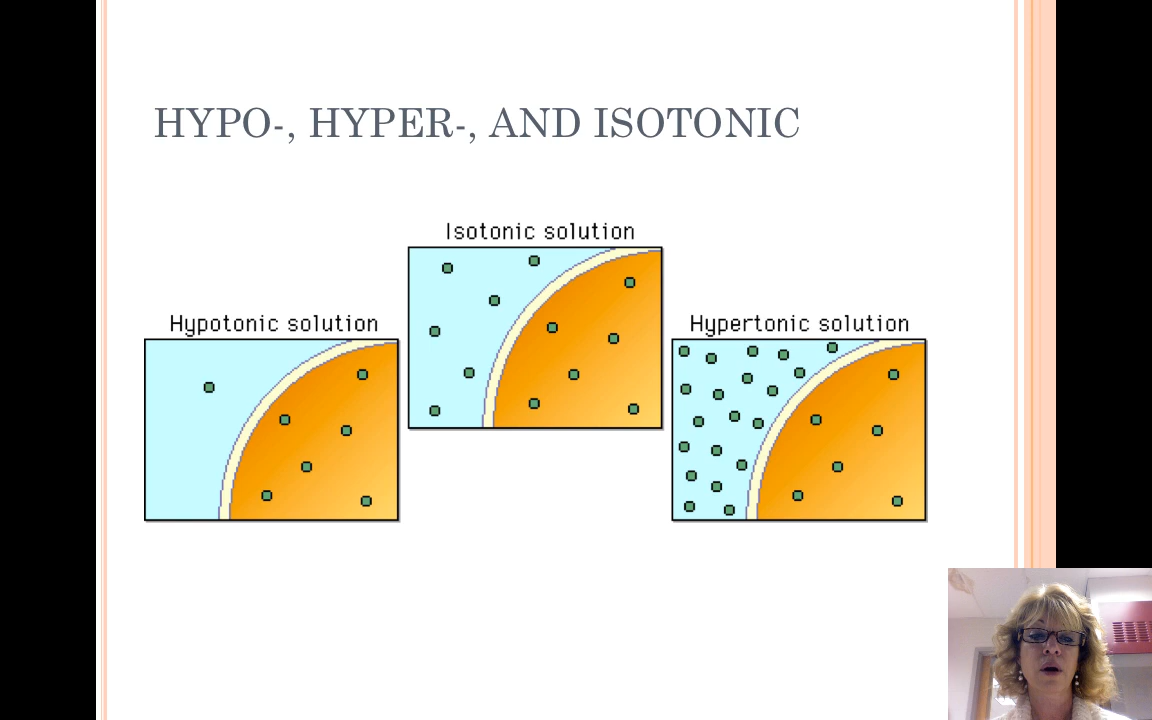 HYPO-, HYPER-, AND ISOTONIC
Isotonic solution
Hypotonic solution
Hypertonic solution